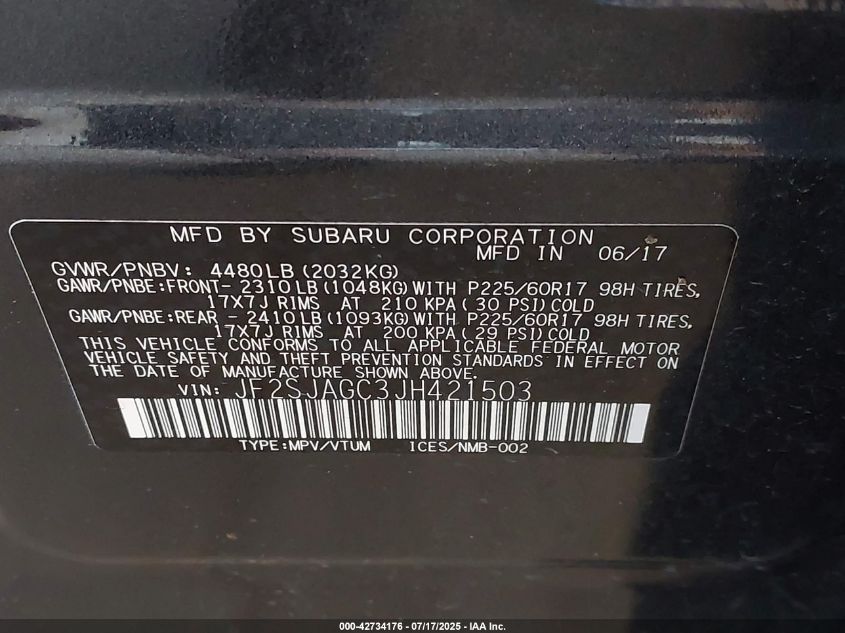 MFD BY SUBARU CORPORATION
MFD IN 06/17
GVWR/PNBV: 4480LB(2032KG)
GAWR/PNBE:FRONT- 2310LB(1048KG)WITH P225/60R17 98H TIRES,
17X7J RIMS AT 210 KPA( 30 PSI)COLD
GAWR/PNBE:REAR - 2410LB(1093KG)WITH P225/60R17 98H TIRES,
17X7J RIMS AT 200 KPA( 29 PSI)COLD
THIS VEHICLE CONFORMS TO ALL APPLICABLE FEDERAL MOTOR
VEHICLE SAFETY AND THEFT PREVENTION STANDARDS IN EFFECT ON
THE DATE OF MANUFACTURE SHOWN ABOVE.
VIN: JF2SJAGC3JH421503
TYPE:MPV/VTUM ICES/NMB-002
000-42734176 - 07/17/2025 - IAA Inc.